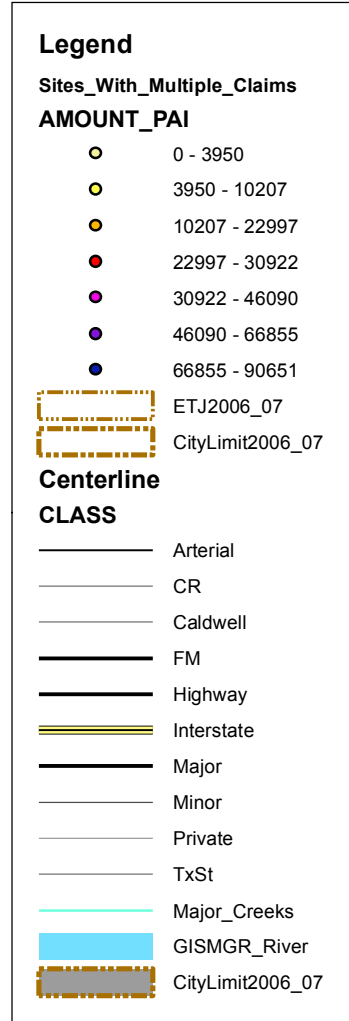 Legend
Sites_With_Multiple_Claims
AMOUNT_PAI
0 - 3950
3950 - 10207
10207 - 22997
22997 - 30922
30922 - 46090
46090 - 66855
66855 - 90651
ETJ2006_07
CityLimit2006_07
Centerline
CLASS
Arterial
CR
Caldwell
FM
Highway
Interstate
Major
Minor
Private
TxSt
Major_Creeks
GISMGR_River
CityLimit2006_07